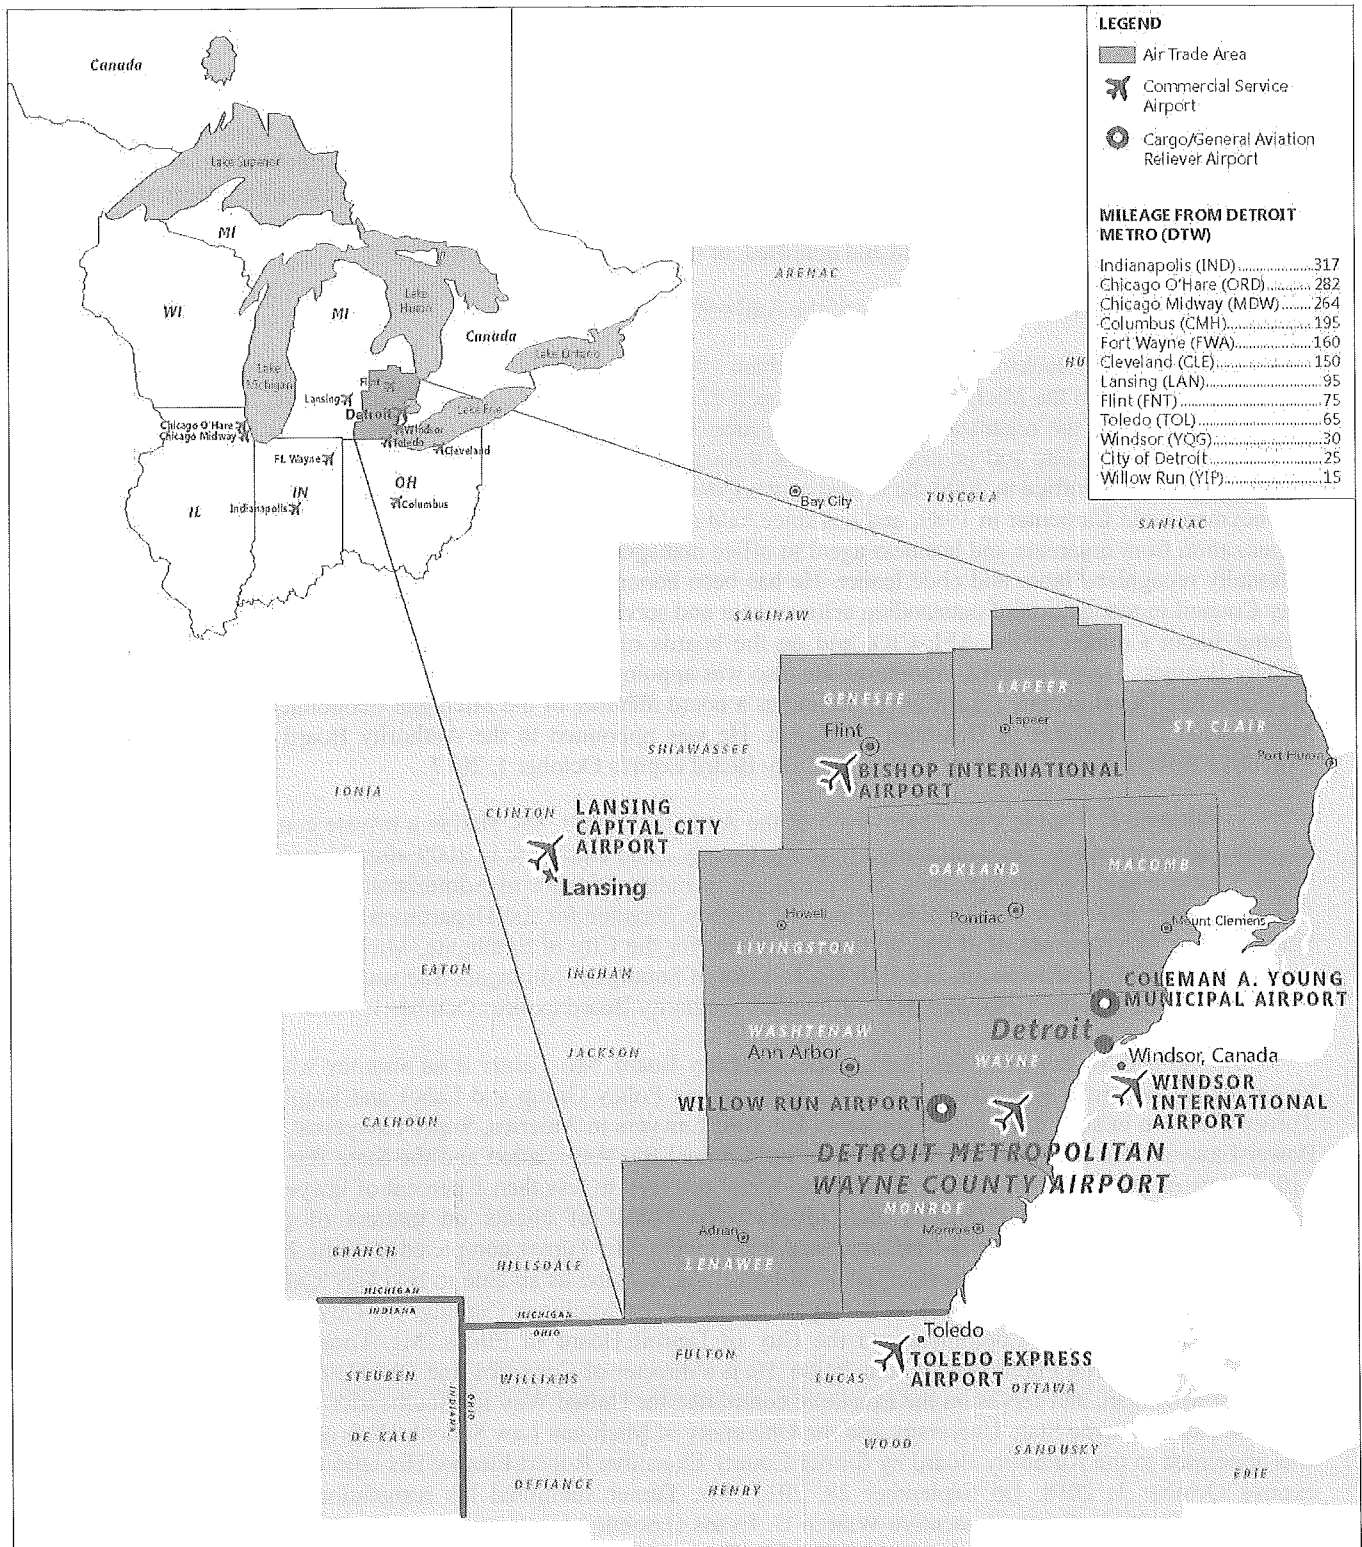 LEGEND
Air Trade Area
Commercial Service
Airport
Cargo/General Aviation
Reliever Airport
MILEAGE FROM DETROIT
METRO (DTW)
Indianapolis (IND)....................317
Chicago O'Hare (ORD)...........282
Chicago Midway (MDW)........264
Columbus (CMH).....................195
Fort Wayne (FWA)...................160
Cleveland (CLE)........................150
Lansing (LAN)............................95
Flint (FNT)..................................75
Toledo (TOL)..............................65
Windsor (YQG)..........................30
City of Detroit............................25
Willow Run (YIP)........................15
Canada
Lake Superior
MI
WI
MI
Lake
Huron
Canada
Lake Ontario
Lake
Michigan
Flint
Lansing
Detroit
Lake Erie
Chicago O'Hare
Chicago Midway
Windsor
Toledo
Cleveland
Ft. Wayne
OH
IN
IL
Indianapolis
Columbus
ARENAC
HU
Bay City
TUSCOLA
SANILAC
SAGINAW
GENESEE
LAPEER
Lapeer
ST. CLAIR
Flint
SHIAWASSEE
Port Huron
BISHOP INTERNATIONAL
AIRPORT
IONIA
CLINTON
LANSING
CAPITAL CITY
AIRPORT
Lansing
OAKLAND
MACOMB
Howell
Pontiac
Mount Clemens
LIVINGSTON
EATON
INGHAM
COLEMAN A. YOUNG
MUNICIPAL AIRPORT
WASHTENAW
Detroit
JACKSON
Ann Arbor
WAYNE
Windsor, Canada
WINDSOR
INTERNATIONAL
AIRPORT
WILLOW RUN AIRPORT
CALHOUN
DETROIT METROPOLITAN
WAYNE COUNTY AIRPORT
MONROE
Adrian
Monroe
BRANCH
HILLSDALE
LENAWEE
MICHIGAN
INDIANA
MICHIGAN
OHIO
Toledo
TOLEDO EXPRESS
AIRPORT
FULTON
STEUBEN
WILLIAMS
LUCAS
OTTAWA
INDIANA
OHIO
DE KALB
WOOD
SANDUSKY
ERIE
DEFIANCE
HENRY